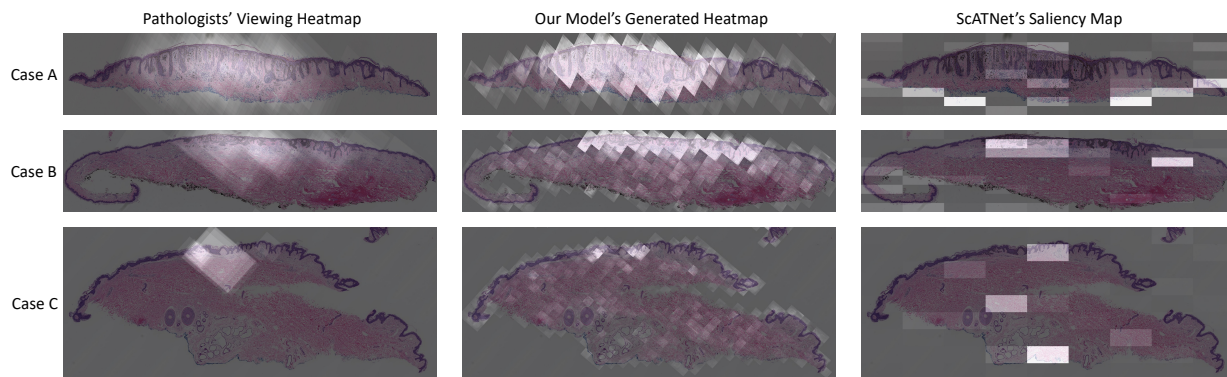 Pathologists' Viewing Heatmap
Our Model's Generated Heatmap
ScATNet's Saliency Map
Case A
Case B
Case C